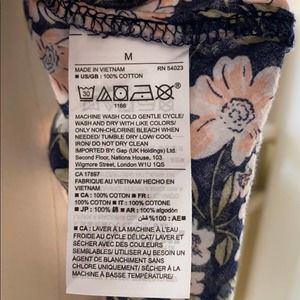 M
MADE IN VIETNAM RN 54023
■ US/GB : 100% COTTON
30
1166
MACHINE WASH COLD GENTLE CYCLE/
WASH AND DRY WITH LIKE COLORS/
ONLY NON-CHLORINE BLEACH WHEN
NEEDED/ TUMBLE DRY LOW/ COOL
IRON/ DO NOT DRY CLEAN
IMPORTED BY: Gap (UK Holdings) Ltd.
Second Floor, Nations House, 103
Wigmore Street, London W1U 1QS
CA 17897
FABRIQUE AU VIETNAM/ HECHO EN
VIETNAM
■ CA : 100% COTON ■ FR :
100% COTON ■ IT : 100% COTONE
■ JP : 100% 綿 ■ AR : 100% algodón
■ CA : LAVER À LA MACHINE À L'EAU
FROIDE AU CYCLE DÉLICAT/ LAVER ET
SÉCHER AVEC DES COULEURS
SEMBLABLES/ UTILISER AU BESOIN UN
AGENT DE BLANCHIMENT SANS
CHLORE UNIQUEMENT/ SÉCHER À LA
MACHINE À BASSE TEMPÉRATURE/